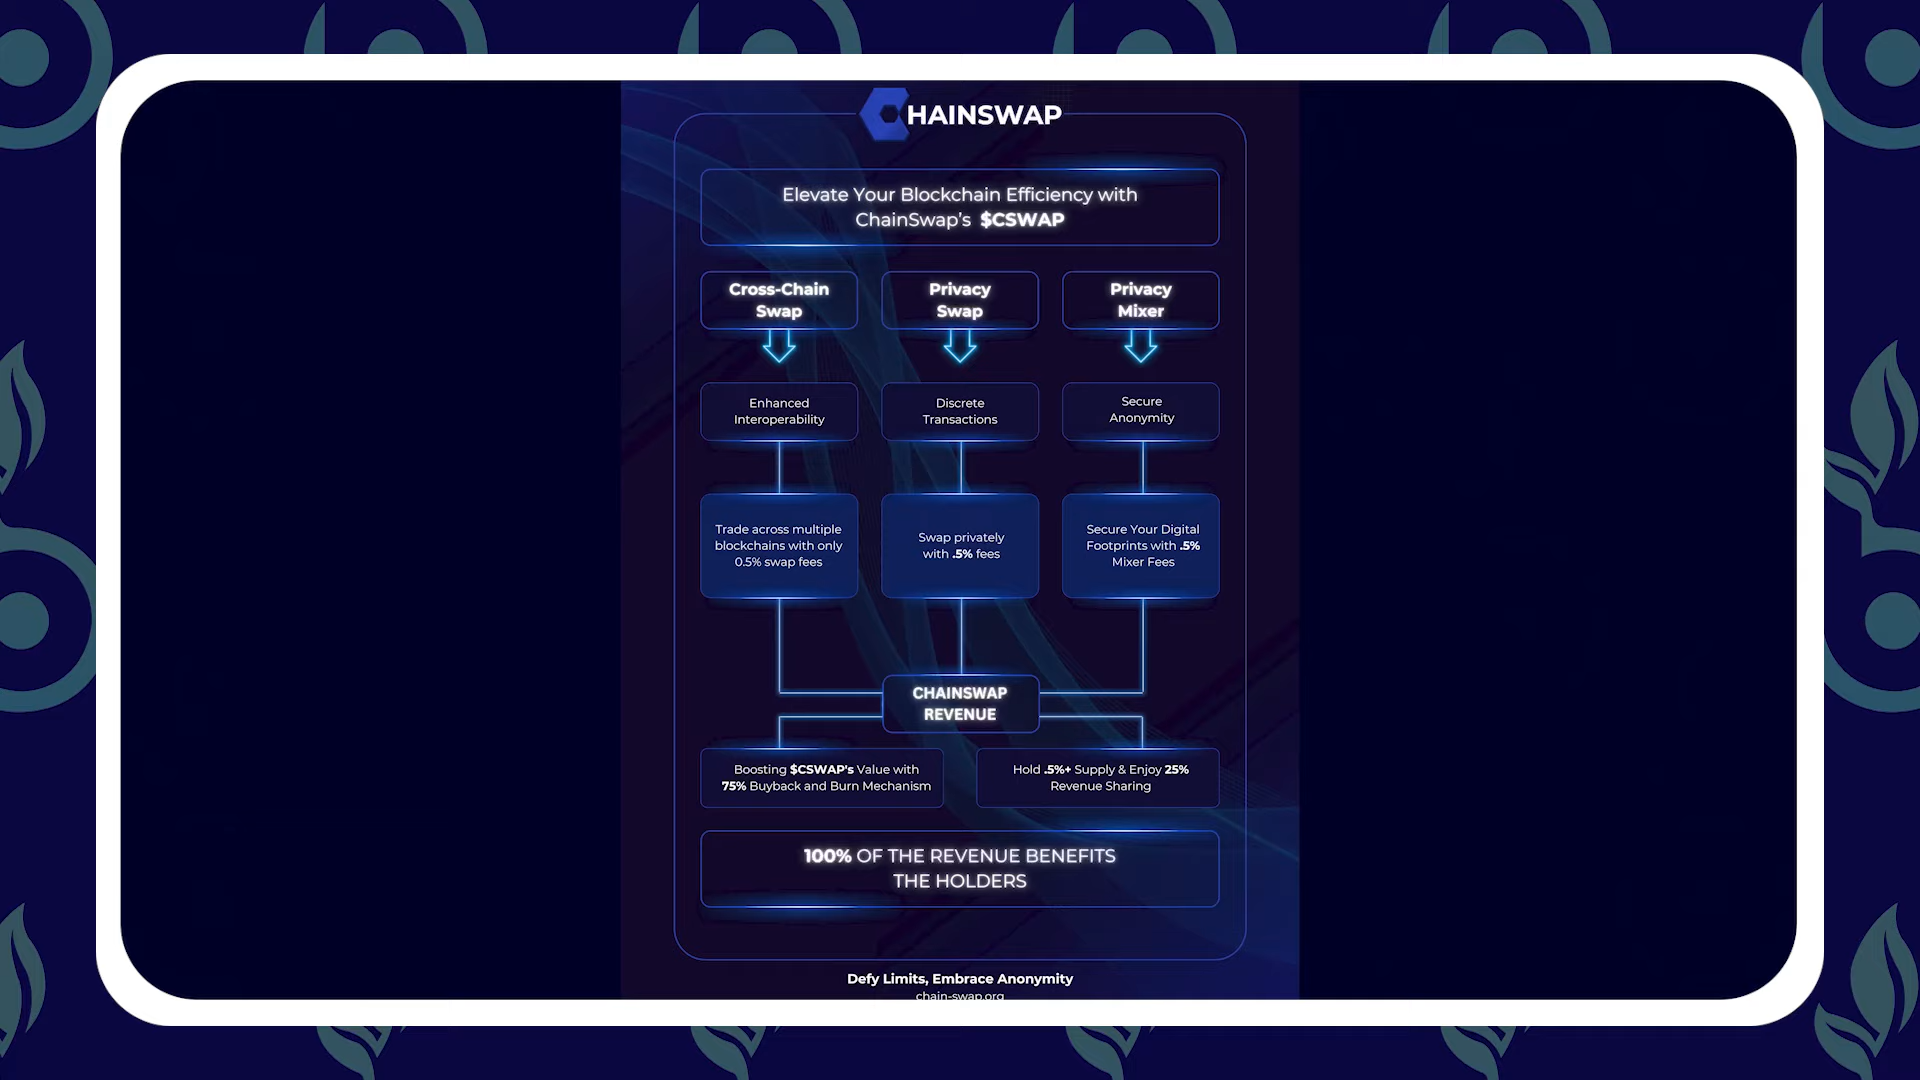 CHAINSWAP
Elevate Your Blockchain Efficiency with
ChainSwap's $CSWAP
Cross-Chain
Swap
Privacy
Swap
Privacy
Mixer
Enhanced
Interoperability
Discrete
Transactions
Secure
Anonymity
Trade across multiple
blockchains with only
0.5% swap fees
Swap privately
with .5% fees
Secure Your Digital
Footprints with .5%
Mixer Fees
CHAINSWAP
REVENUE
Boosting $CSWAP's Value with
75% Buyback and Burn Mechanism
Hold .5%+ Supply & Enjoy 25%
Revenue Sharing
100% OF THE REVENUE BENEFITS
THE HOLDERS
Defy Limits, Embrace Anonymity
chain-swap.org